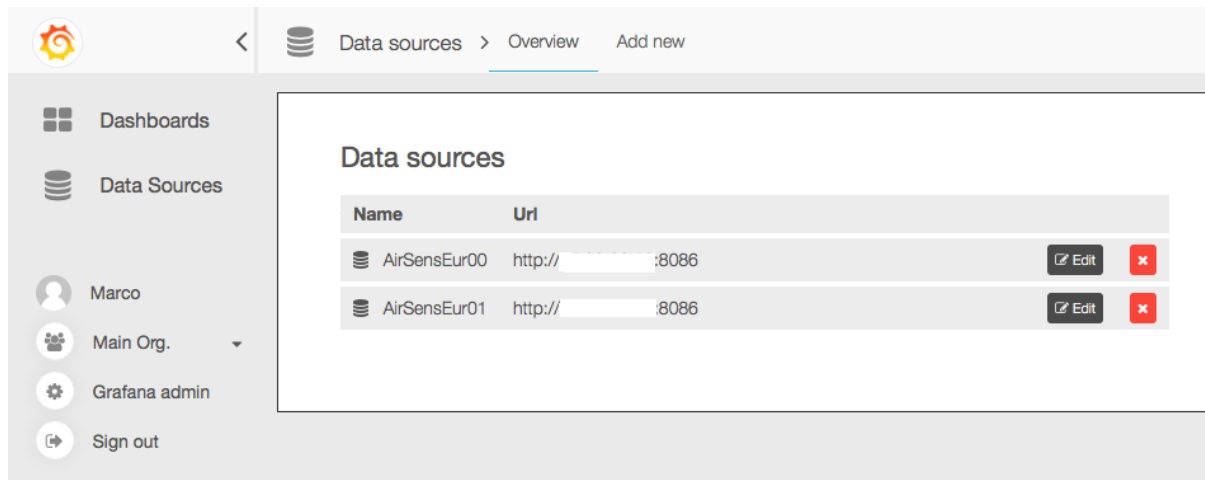 Data sources > Overview Add new
Dashboards
Data Sources
Marco
Main Org.
Grafana admin
Sign out
Data sources
Name Url
AirSensEur00 http:// :8086 Edit
AirSensEur01 http:// :8086 Edit